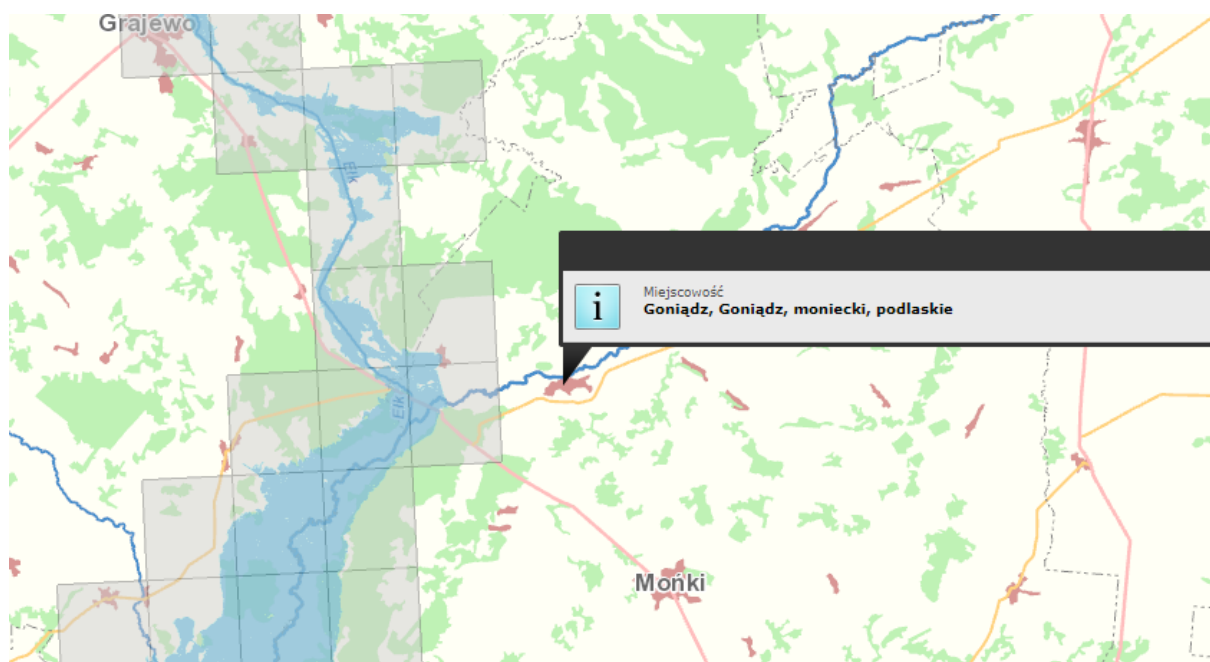 Grajewo
Ełk
i
Miejscowość
Goniądz, Goniądz, moniecki, podlaskie
Ełk
Mońki